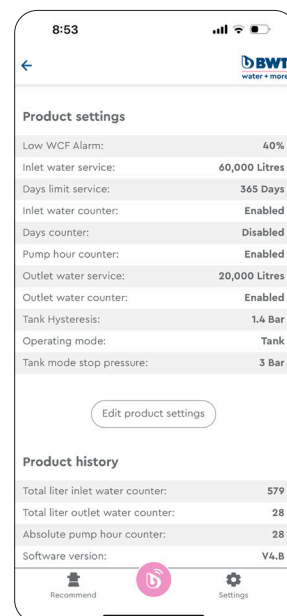 8:53
BWT
water + more
Product settings
Low WCF Alarm: 40%
Inlet water service: 60,000 Litres
Days limit service: 365 Days
Inlet water counter: Enabled
Days counter: Disabled
Pump hour counter: Enabled
Outlet water service: 20,000 Litres
Outlet water counter: Enabled
Tank Hysteresis: 1.4 Bar
Operating mode: Tank
Tank mode stop pressure: 3 Bar
Edit product settings
Product history
Total liter inlet water counter: 579
Total liter outlet water counter: 28
Absolute pump hour counter: 28
Software version: V4.B
Recommend Settings